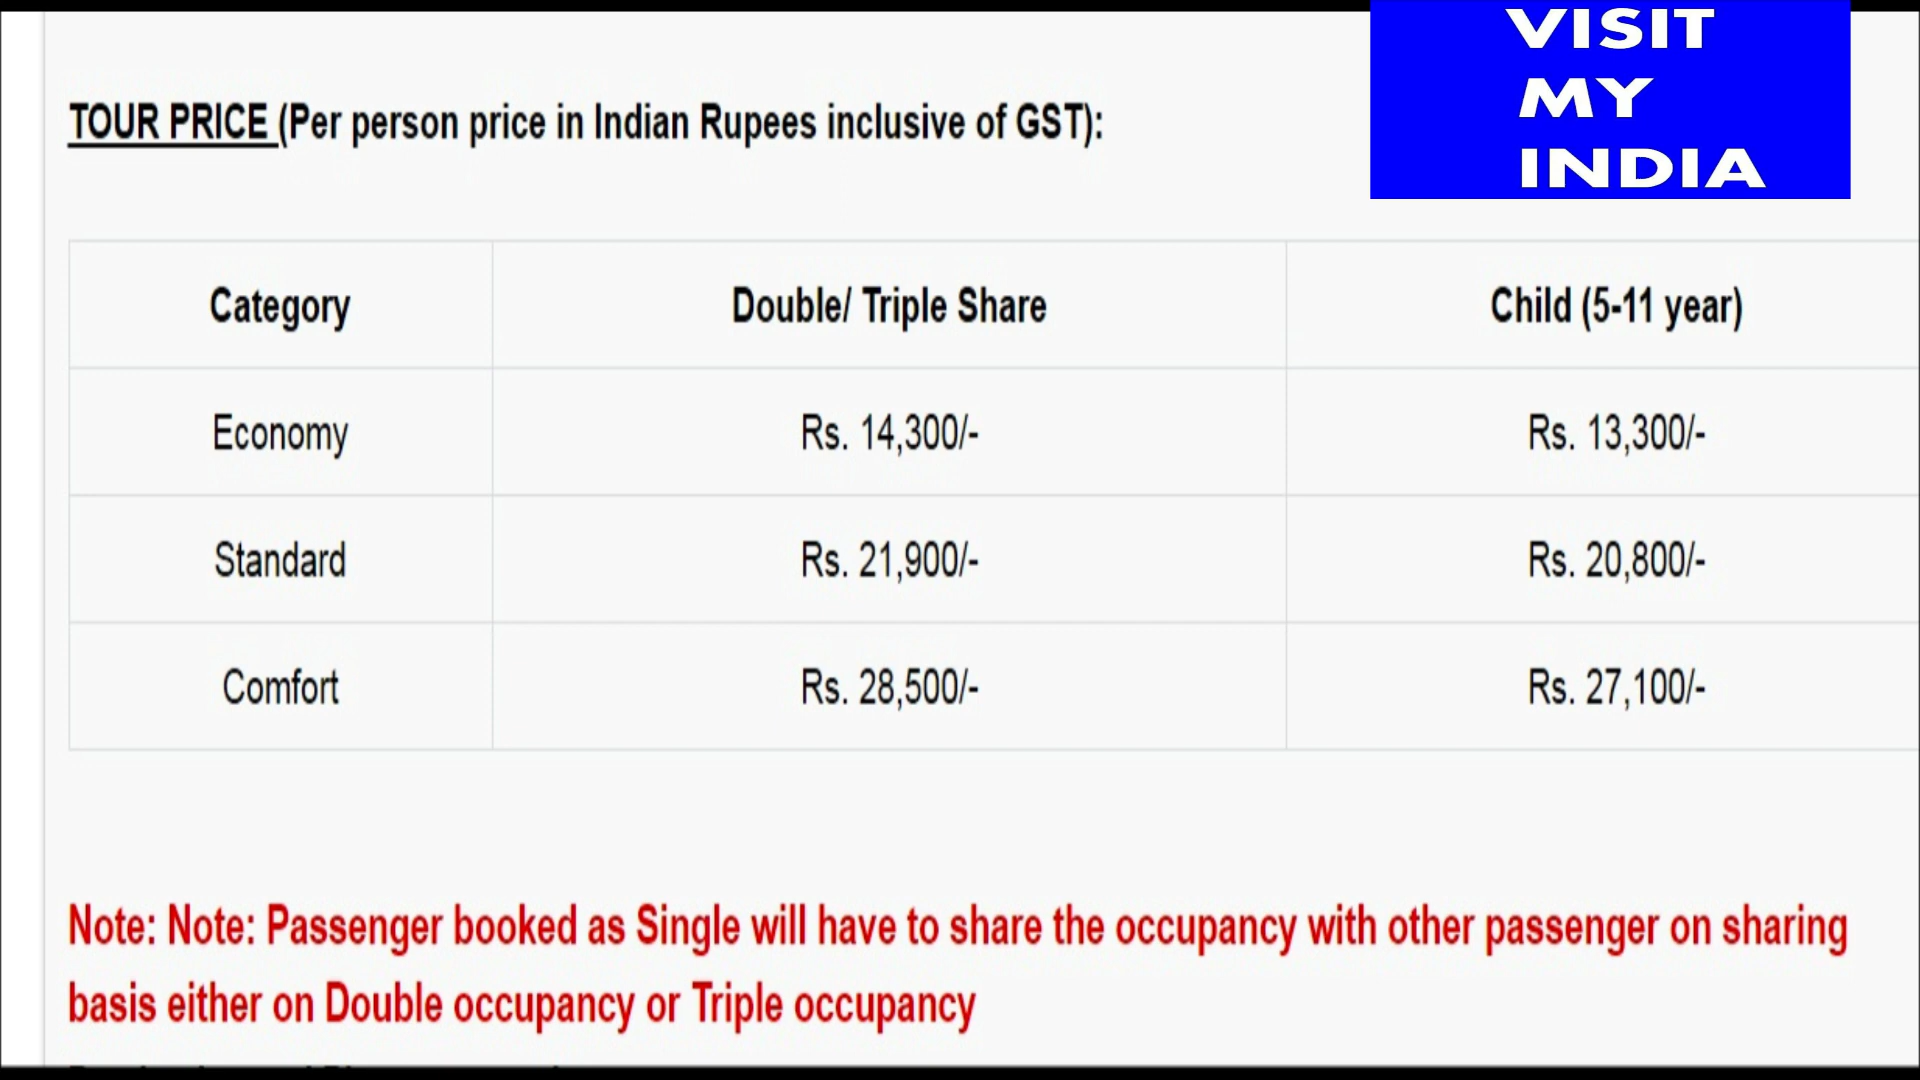 VISIT
MY
INDIA
TOUR PRICE (Per person price in Indian Rupees inclusive of GST):
Category Double/ Triple Share Child (5-11 year)
Economy Rs. 14,300/- Rs. 13,300/-
Standard Rs. 21,900/- Rs. 20,800/-
Comfort Rs. 28,500/- Rs. 27,100/-
Note: Note: Passenger booked as Single will have to share the occupancy with other passenger on sharing
basis either on Double occupancy or Triple occupancy